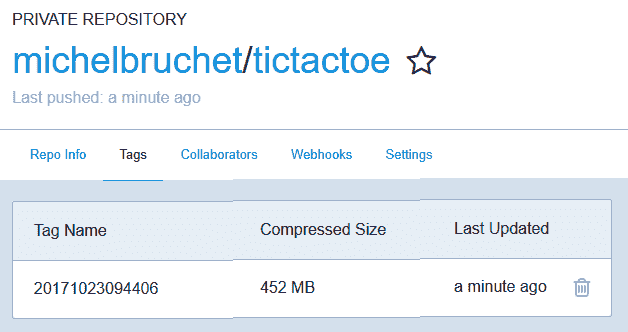 PRIVATE REPOSITORY
michelbruchet/tictactoe
Last pushed: a minute ago
Repo Info Tags Collaborators Webhooks Settings
Tag Name Compressed Size Last Updated
20171023094406 452 MB a minute ago